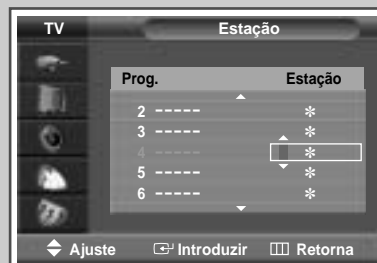 TV Estação
Prog. Estação
2 ----- *
3 ----- *
4 ----- *
5 ----- *
6 ----- *
Ajuste Introduzir Retorna